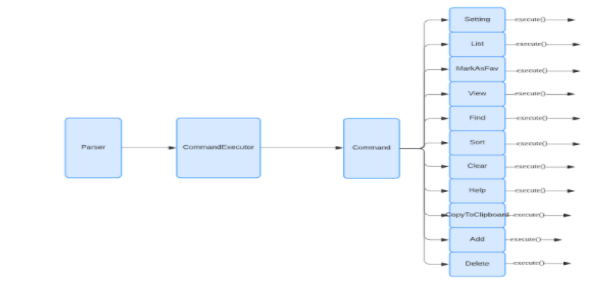 Setting execute()
List execute()
MarkAsFav execute()
View execute()
Find execute()
Parser CommandExecutor Command Sort execute()
Clear execute()
Help execute()
CopyToClipboard execute()
Add execute()
Delete execute()